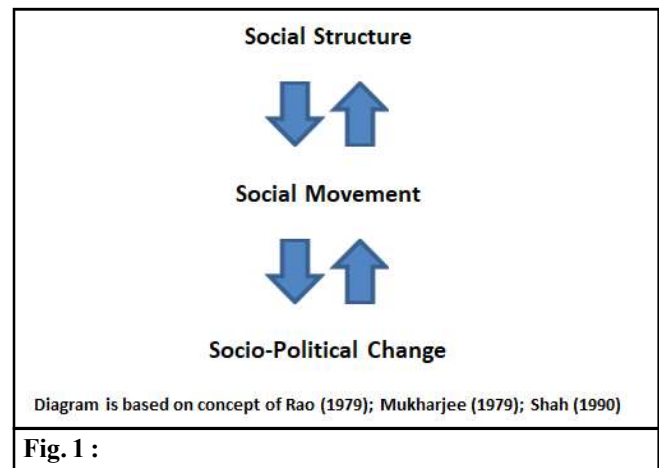 Social Structure
Social Movement
Socio-Political Change
Diagram is based on concept of Rao (1979); Mukharjee (1979); Shah (1990)
Fig. 1 :